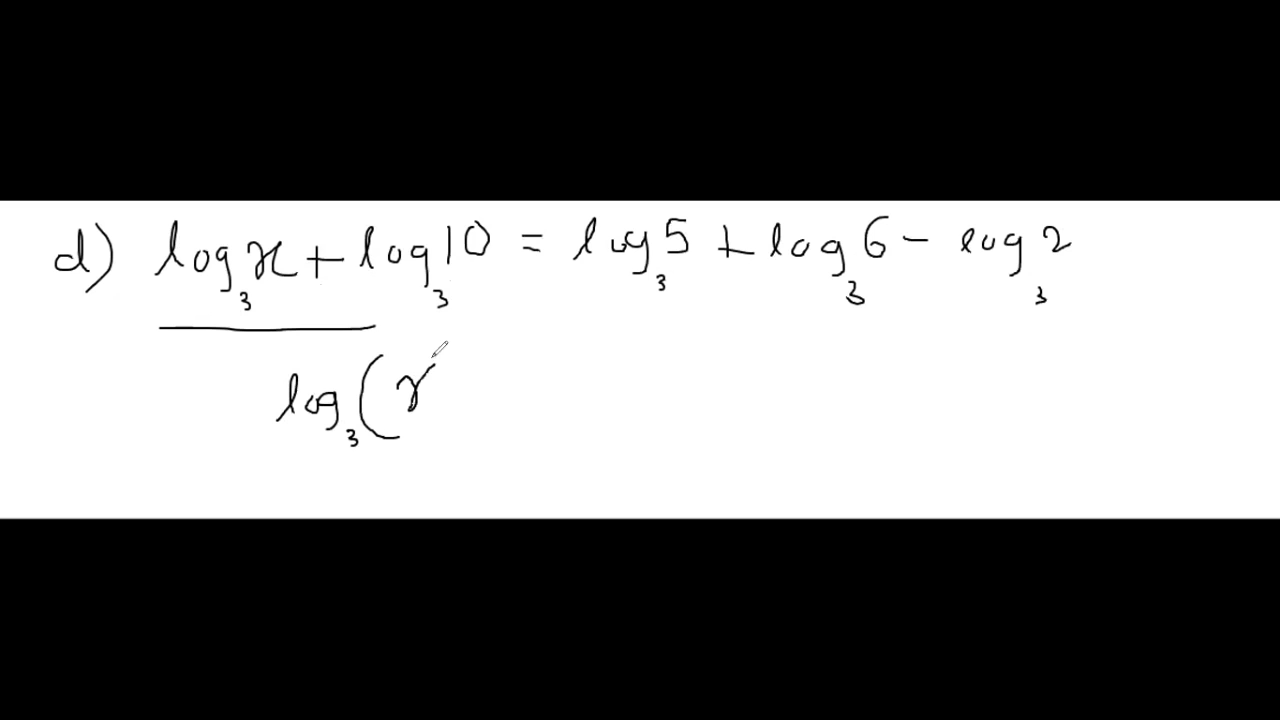 d) log₃x + log₃10 = log₃5 + log₃6 - log₃2
log₃(x